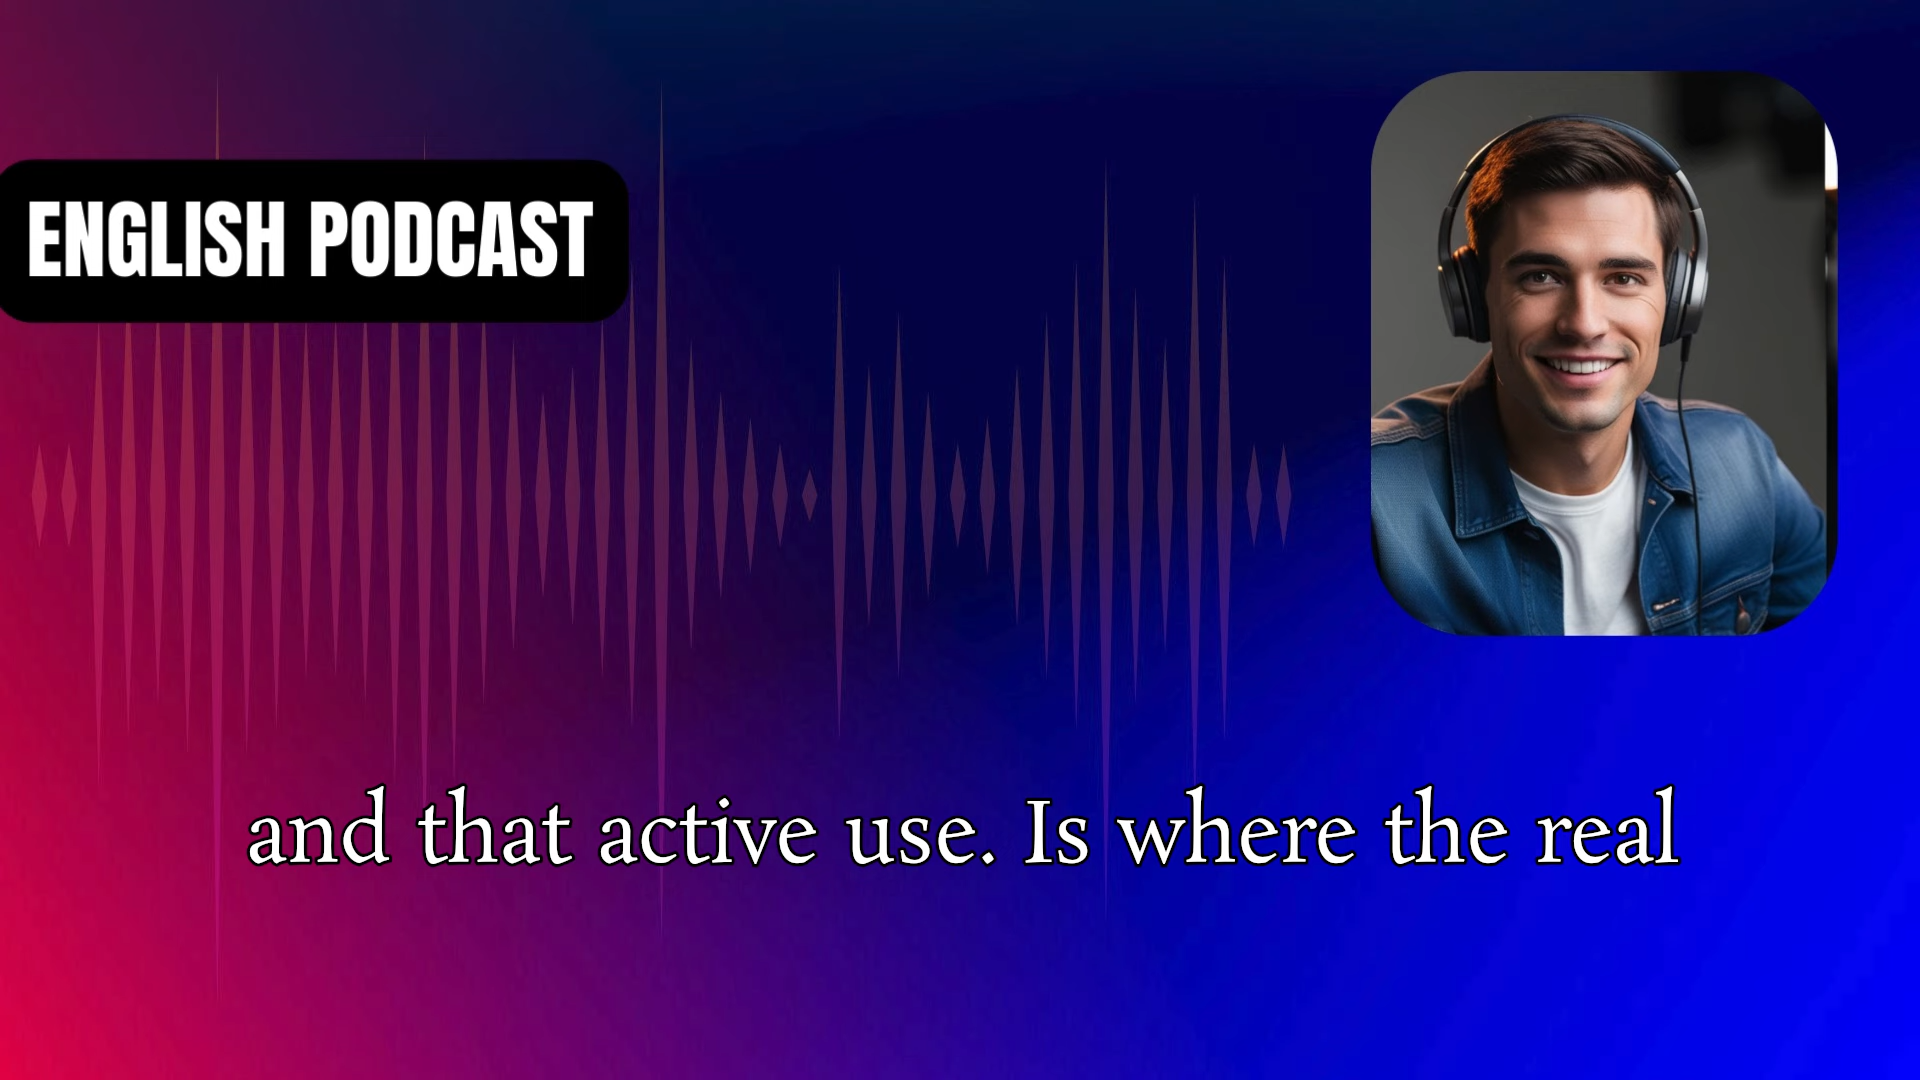 ENGLISH PODCAST
and that active use. Is where the real